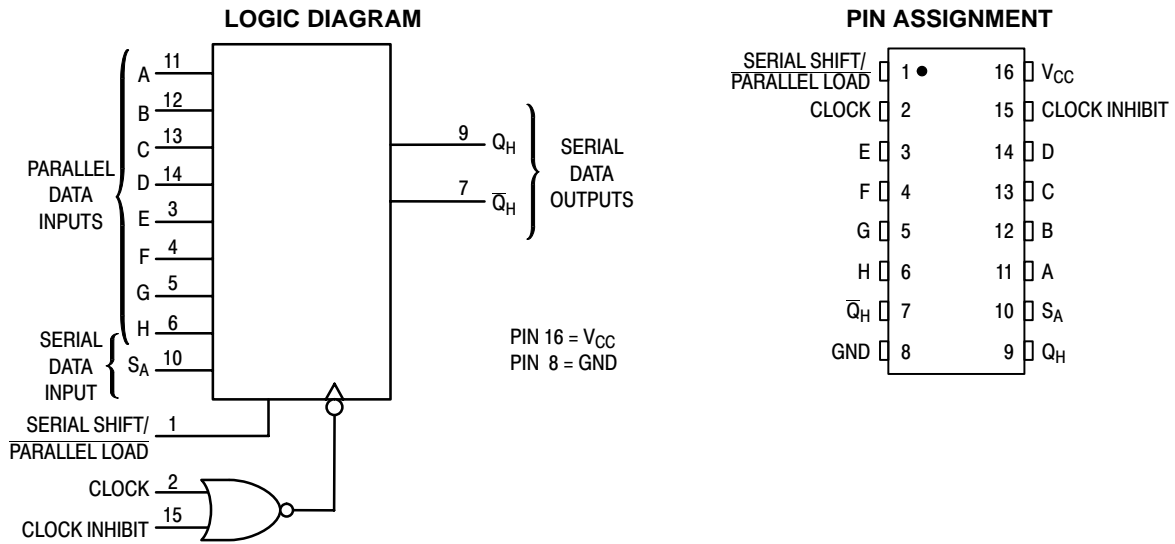 LOGIC DIAGRAM
PARALLEL
DATA
INPUTS
A 11
B 12
C 13
D 14
E 3
F 4
G 5
H 6
SERIAL
DATA
INPUT
SA 10
SERIAL SHIFT/
PARALLEL LOAD
1
CLOCK 2
CLOCK INHIBIT 15
9 QH
7 Q̅H
SERIAL
DATA
OUTPUTS
PIN 16 = VCC
PIN 8 = GND
PIN ASSIGNMENT
SERIAL SHIFT/
PARALLEL LOAD
1 16 VCC
CLOCK 2 15 CLOCK INHIBIT
E 3 14 D
F 4 13 C
G 5 12 B
H 6 11 A
Q̅H 7 10 SA
GND 8 9 QH